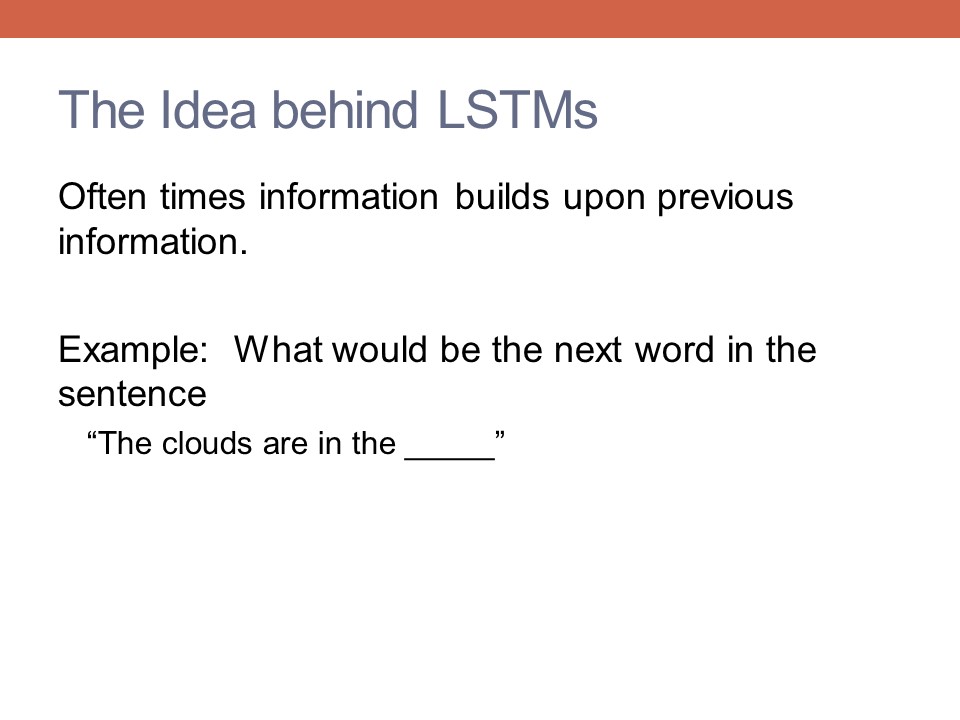 The Idea behind LSTMs
Often times information builds upon previous
information.
Example:  What would be the next word in the
sentence
“The clouds are in the _____”